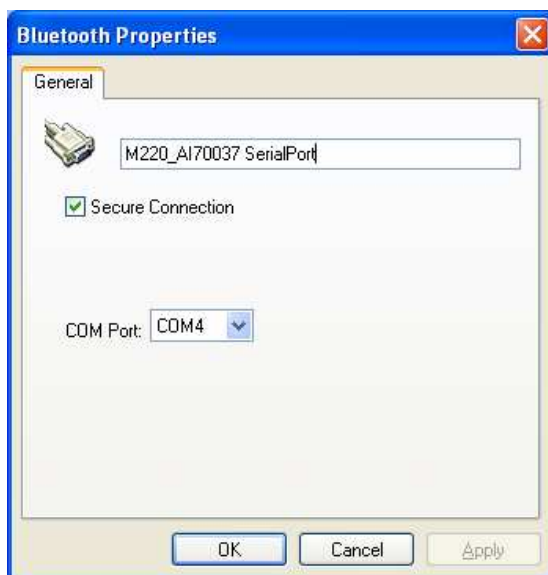 Bluetooth Properties
General
M220_AI70037 SerialPort
Secure Connection
COM Port: COM4
OK Cancel Apply